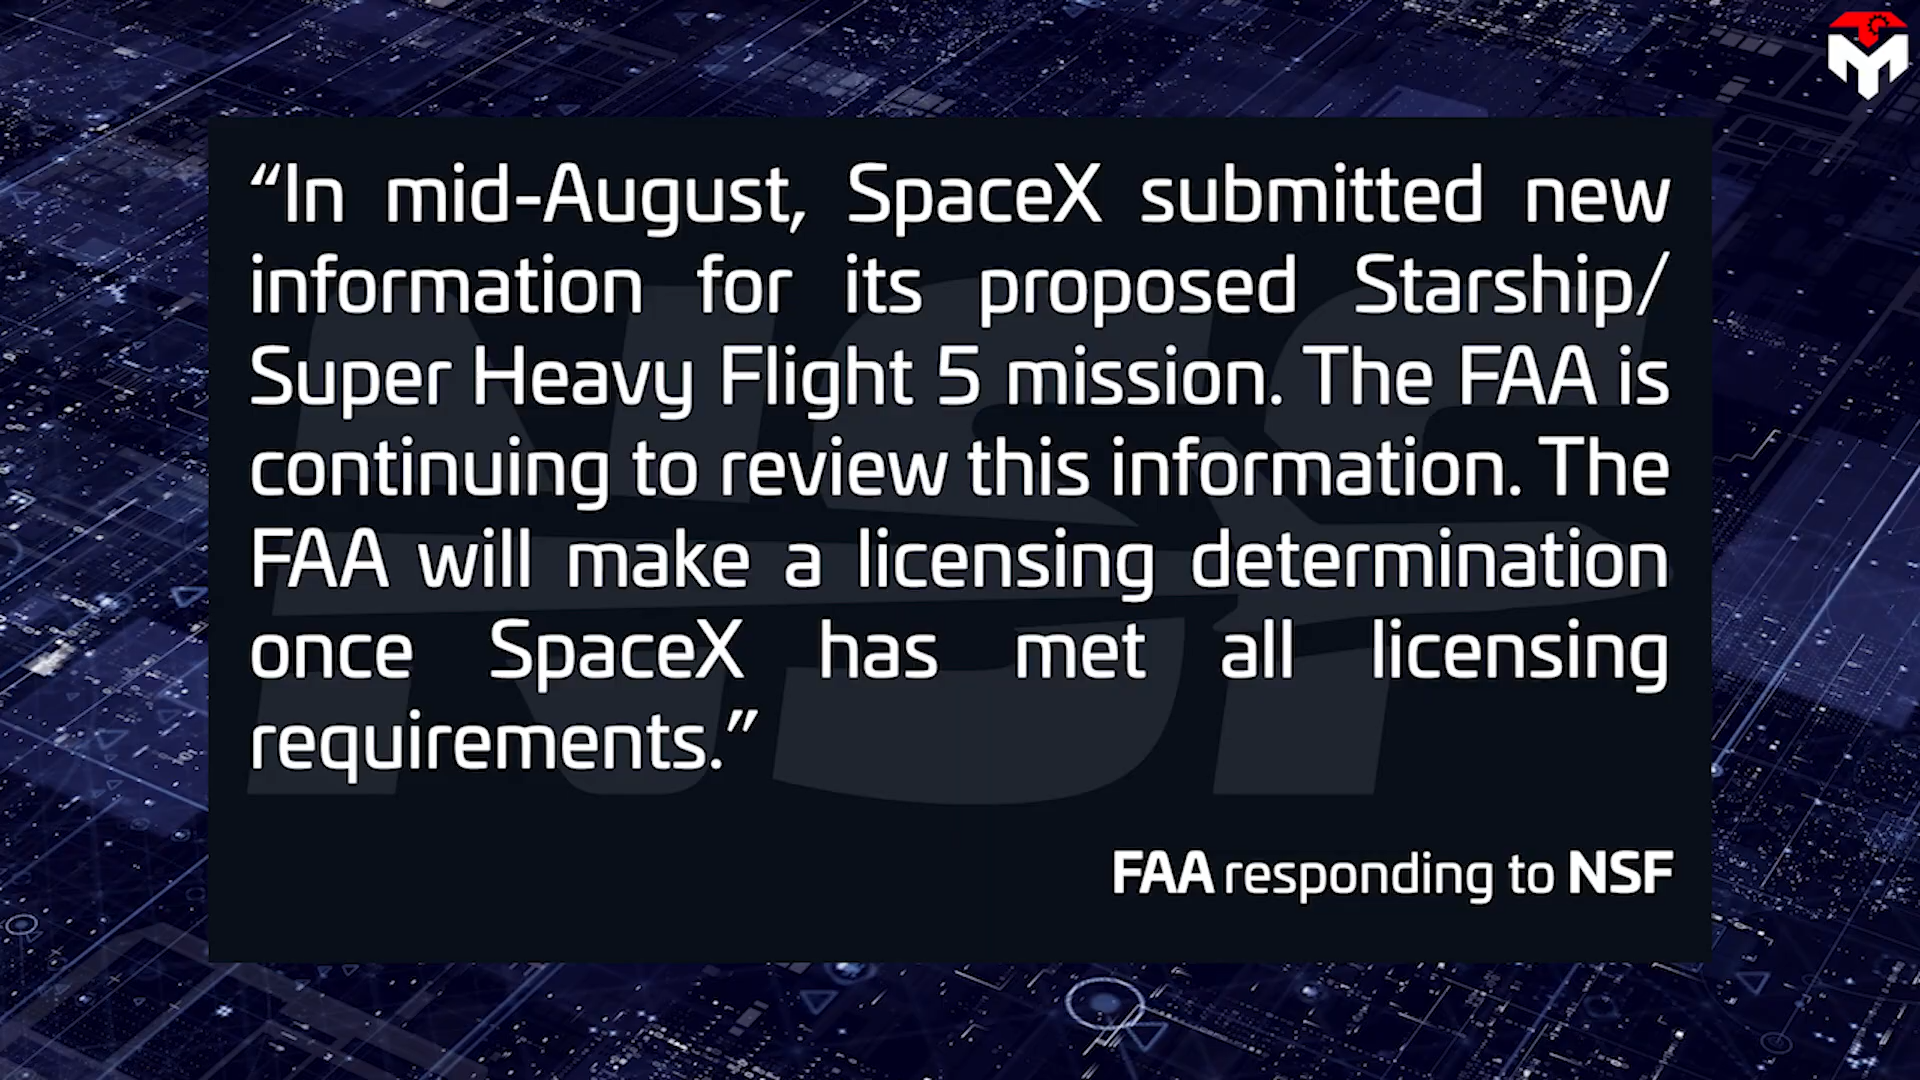 “In mid-August, SpaceX submitted new
information for its proposed Starship/
Super Heavy Flight 5 mission. The FAA is
continuing to review this information. The
FAA will make a licensing determination
once SpaceX has met all licensing
requirements.”
FAA responding to NSF
NSF